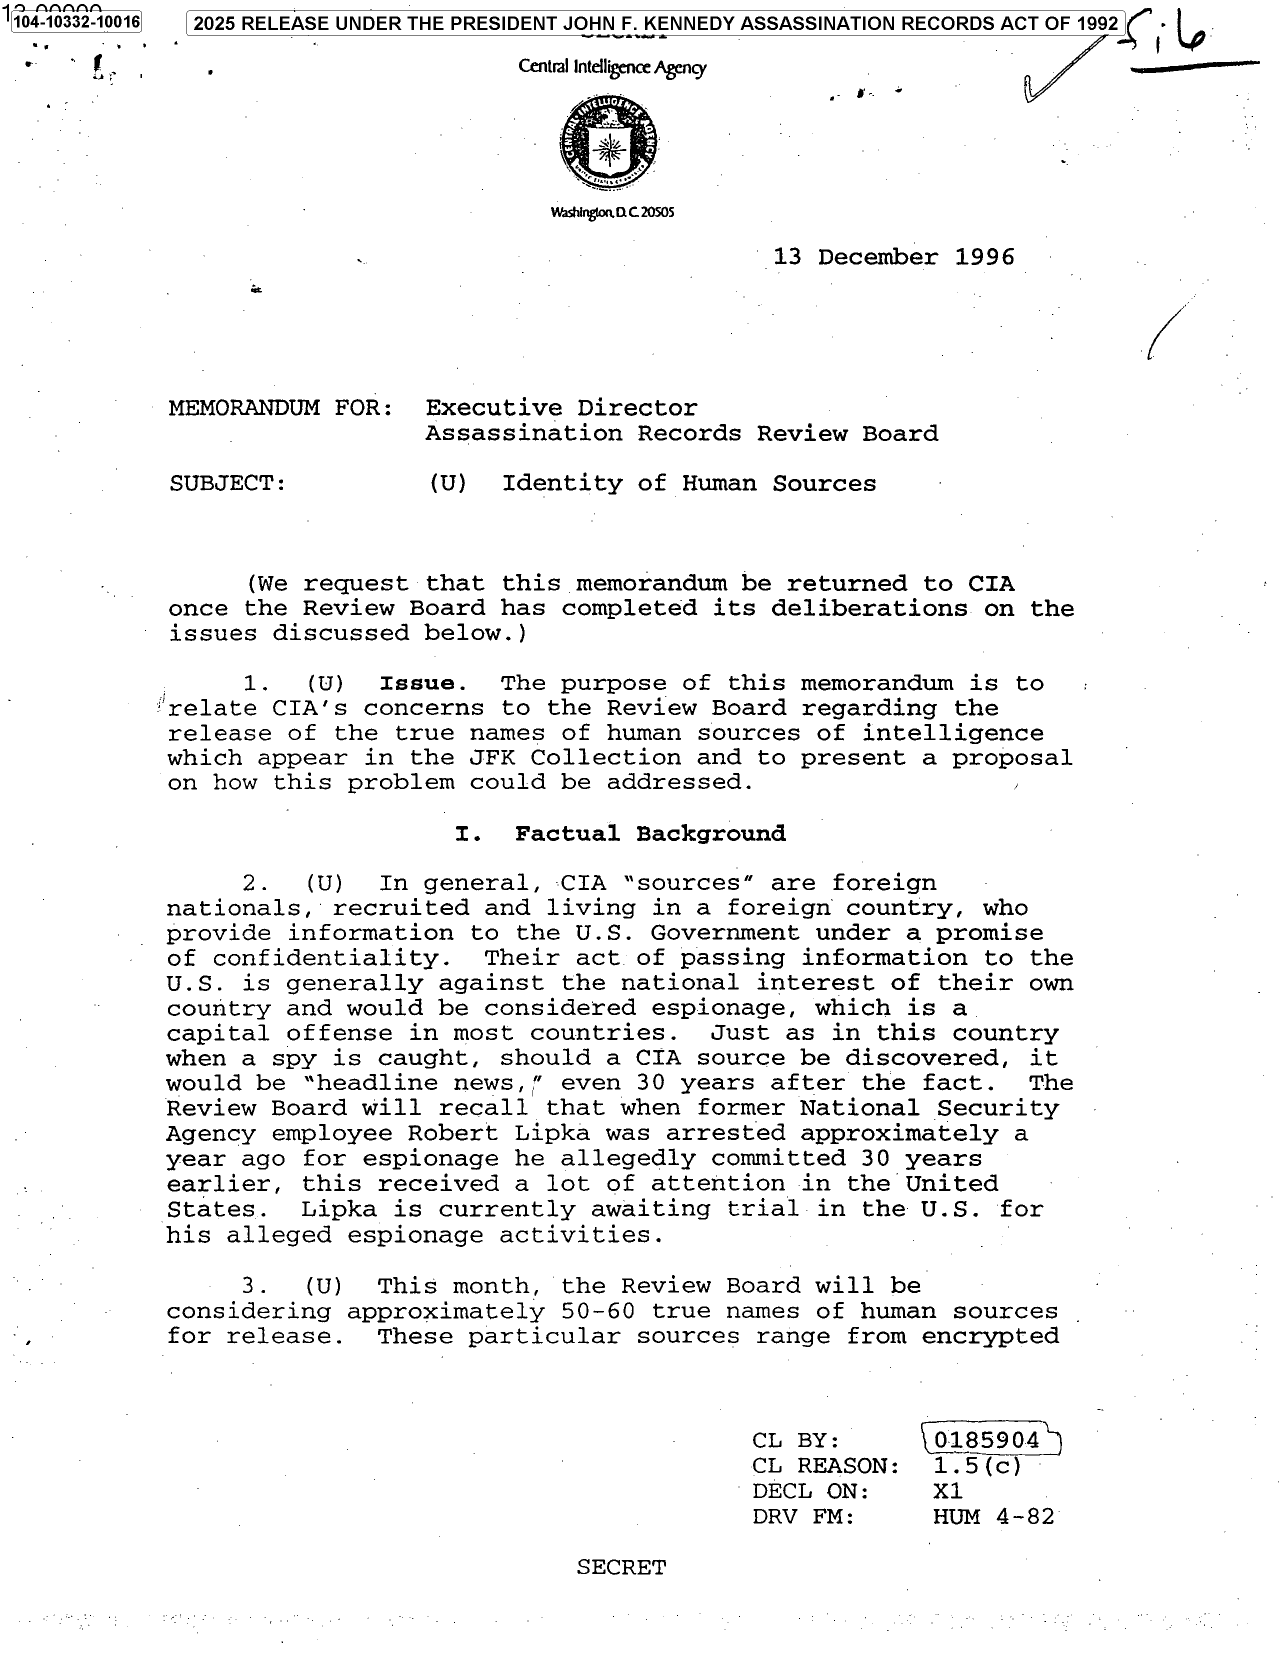 104-10332-10016
2025 RELEASE UNDER THE PRESIDENT JOHN F. KENNEDY ASSASSINATION RECORDS ACT OF 1992
5:6
Central Intelligence Agency
Washington, D.C. 20505
13 December 1996
MEMORANDUM FOR: Executive Director
Assassination Records Review Board
SUBJECT: (U) Identity of Human Sources
(We request that this memorandum be returned to CIA
once the Review Board has completed its deliberations on the
issues discussed below.)
1. (U) Issue. The purpose of this memorandum is to
relate CIA's concerns to the Review Board regarding the
release of the true names of human sources of intelligence
which appear in the JFK Collection and to present a proposal
on how this problem could be addressed.
I. Factual Background
2. (U) In general, CIA "sources" are foreign
nationals, recruited and living in a foreign country, who
provide information to the U.S. Government under a promise
of confidentiality. Their act of passing information to the
U.S. is generally against the national interest of their own
country and would be considered espionage, which is a
capital offense in most countries. Just as in this country
when a spy is caught, should a CIA source be discovered, it
would be "headline news," even 30 years after the fact. The
Review Board will recall that when former National Security
Agency employee Robert Lipka was arrested approximately a
year ago for espionage he allegedly committed 30 years
earlier, this received a lot of attention in the United
States. Lipka is currently awaiting trial in the U.S. for
his alleged espionage activities.
3. (U) This month, the Review Board will be
considering approximately 50-60 true names of human sources
for release. These particular sources range from encrypted
CL BY: 0185904
CL REASON: 1.5(c)
DECL ON: X1
DRV FM: HUM 4-82
SECRET